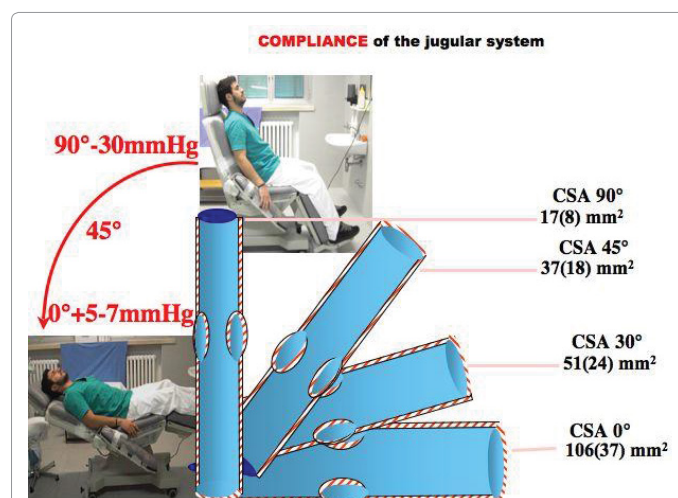 COMPLIANCE of the jugular system
90°-30mmHg
45°
0°+5-7mmHg
CSA 90°
17(8) mm²
CSA 45°
37(18) mm²
CSA 30°
51(24) mm²
CSA 0°
106(37) mm²